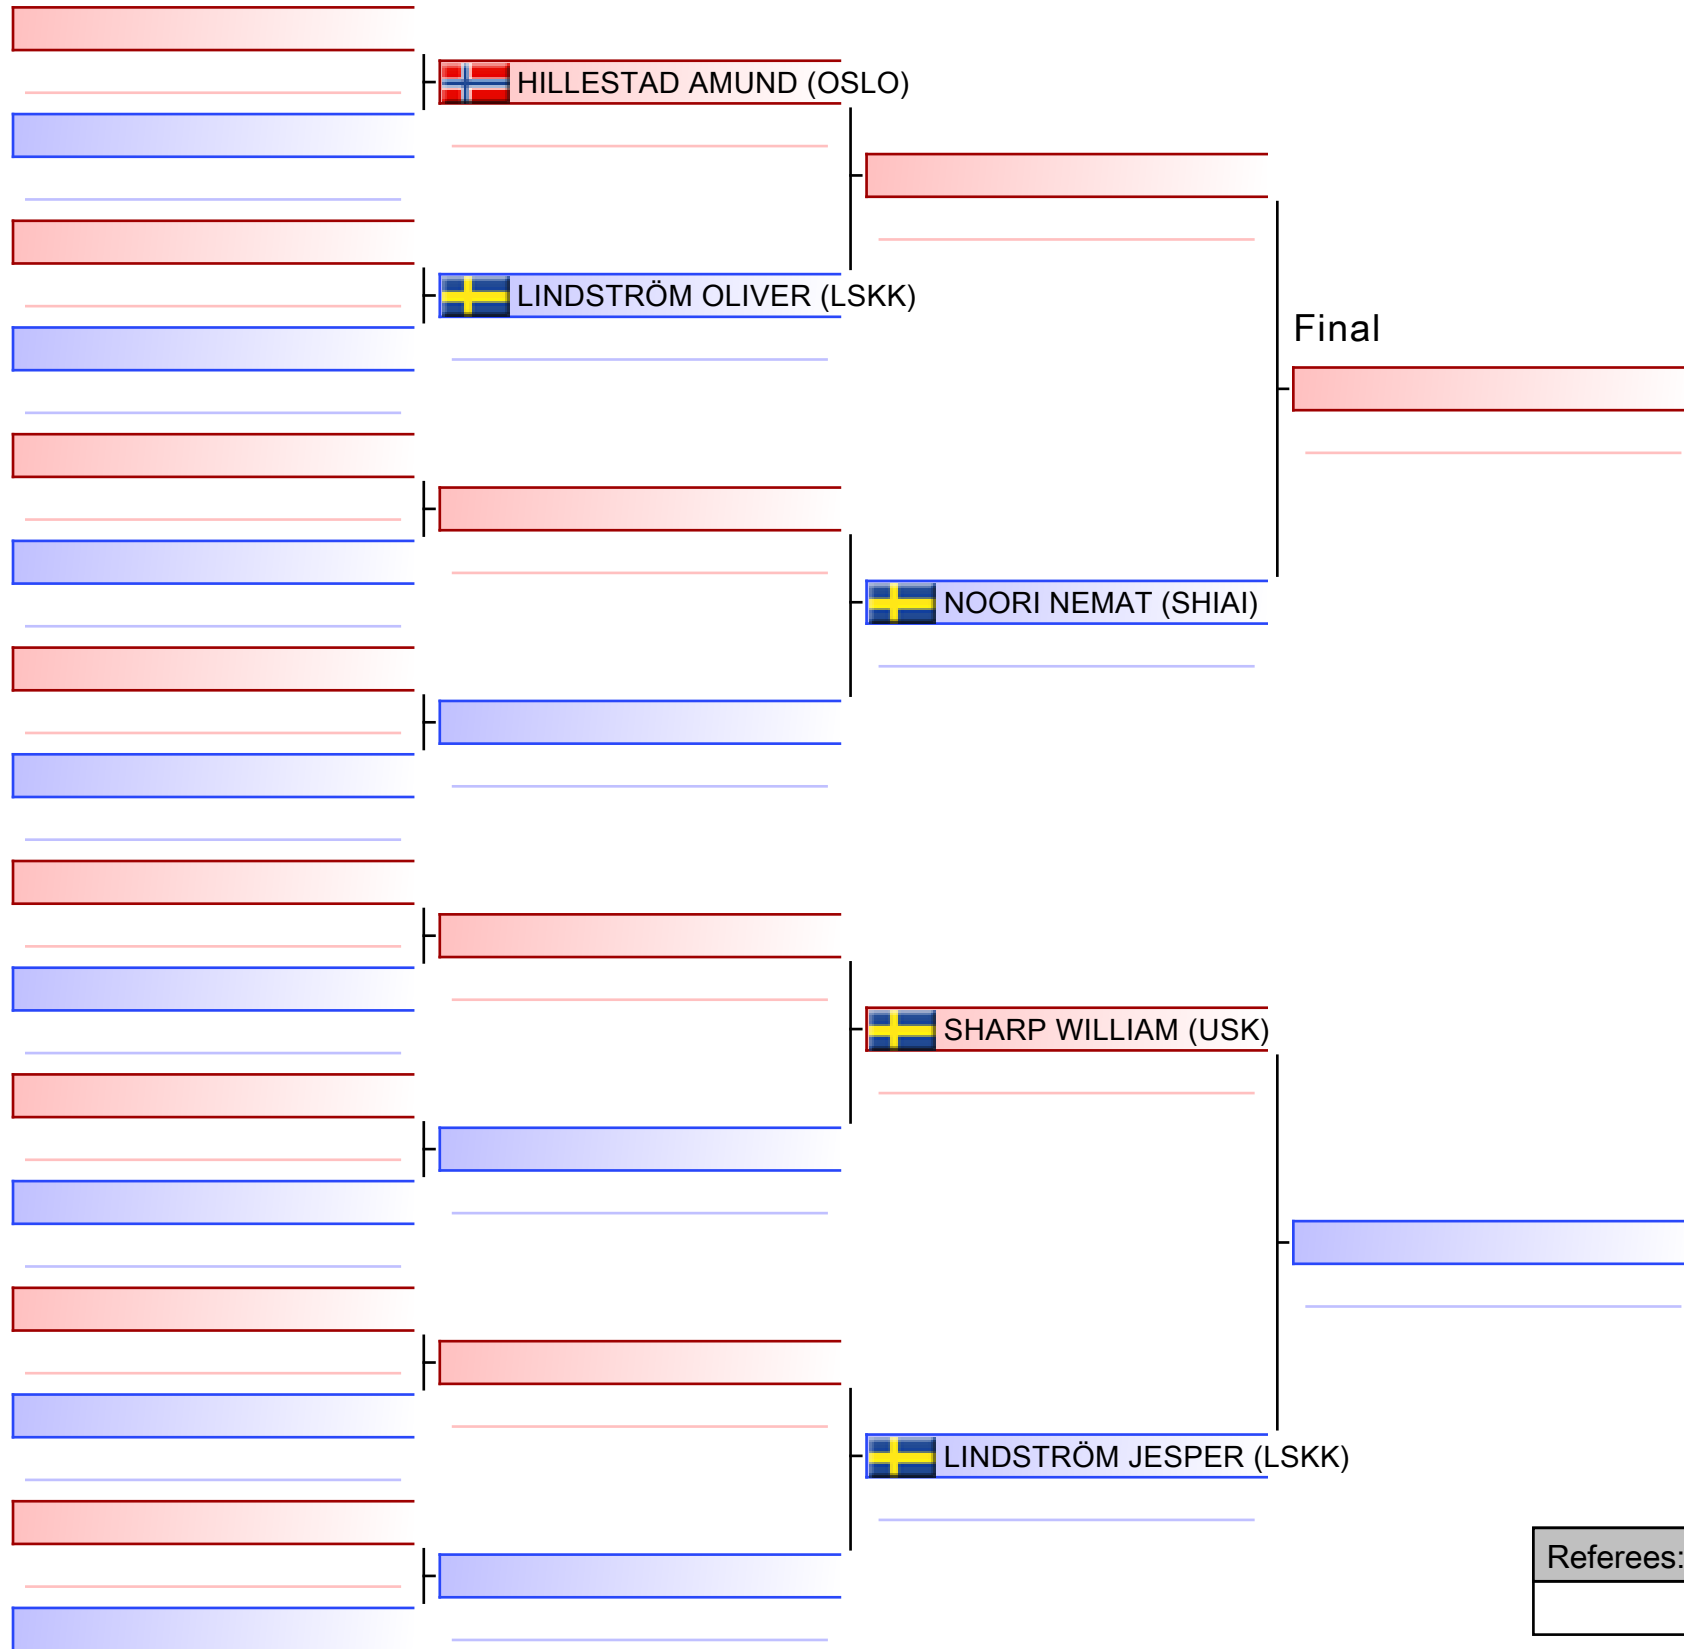 HILLESTAD AMUND (OSLO)
LINDSTRÖM OLIVER (LSKK)
Final
NOORI NEMAT (SHIAI)
SHARP WILLIAM (USK)
LINDSTRÖM JESPER (LSKK)
Referees: